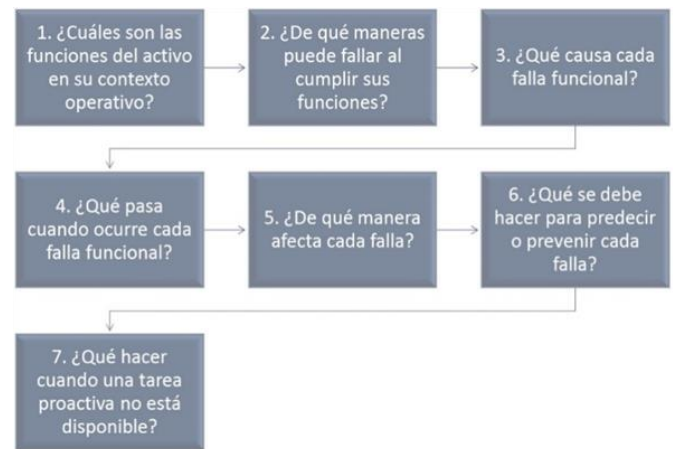 1. ¿Cuáles son las
funciones del activo
en su contexto
operativo?
2. ¿De qué maneras
puede fallar al
cumplir sus
funciones?
3. ¿Qué causa cada
falla funcional?
4. ¿Qué pasa
cuando ocurre cada
falla funcional?
5. ¿De qué manera
afecta cada falla?
6. ¿Qué se debe
hacer para predecir
o prevenir cada
falla?
7. ¿Qué hacer
cuando una tarea
proactiva no está
disponible?